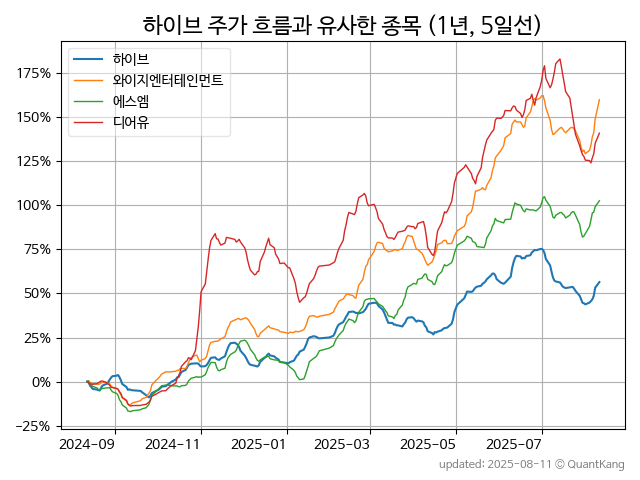 하이브 주가 흐름과 유사한 종목 (1년, 5일선)
하이브
와이지엔터테인먼트
에스엠
디어유
175%
150%
125%
100%
75%
50%
25%
0%
−25%
2024-09 2024-11 2025-01 2025-03 2025-05 2025-07
updated: 2025-08-11 © QuantKang